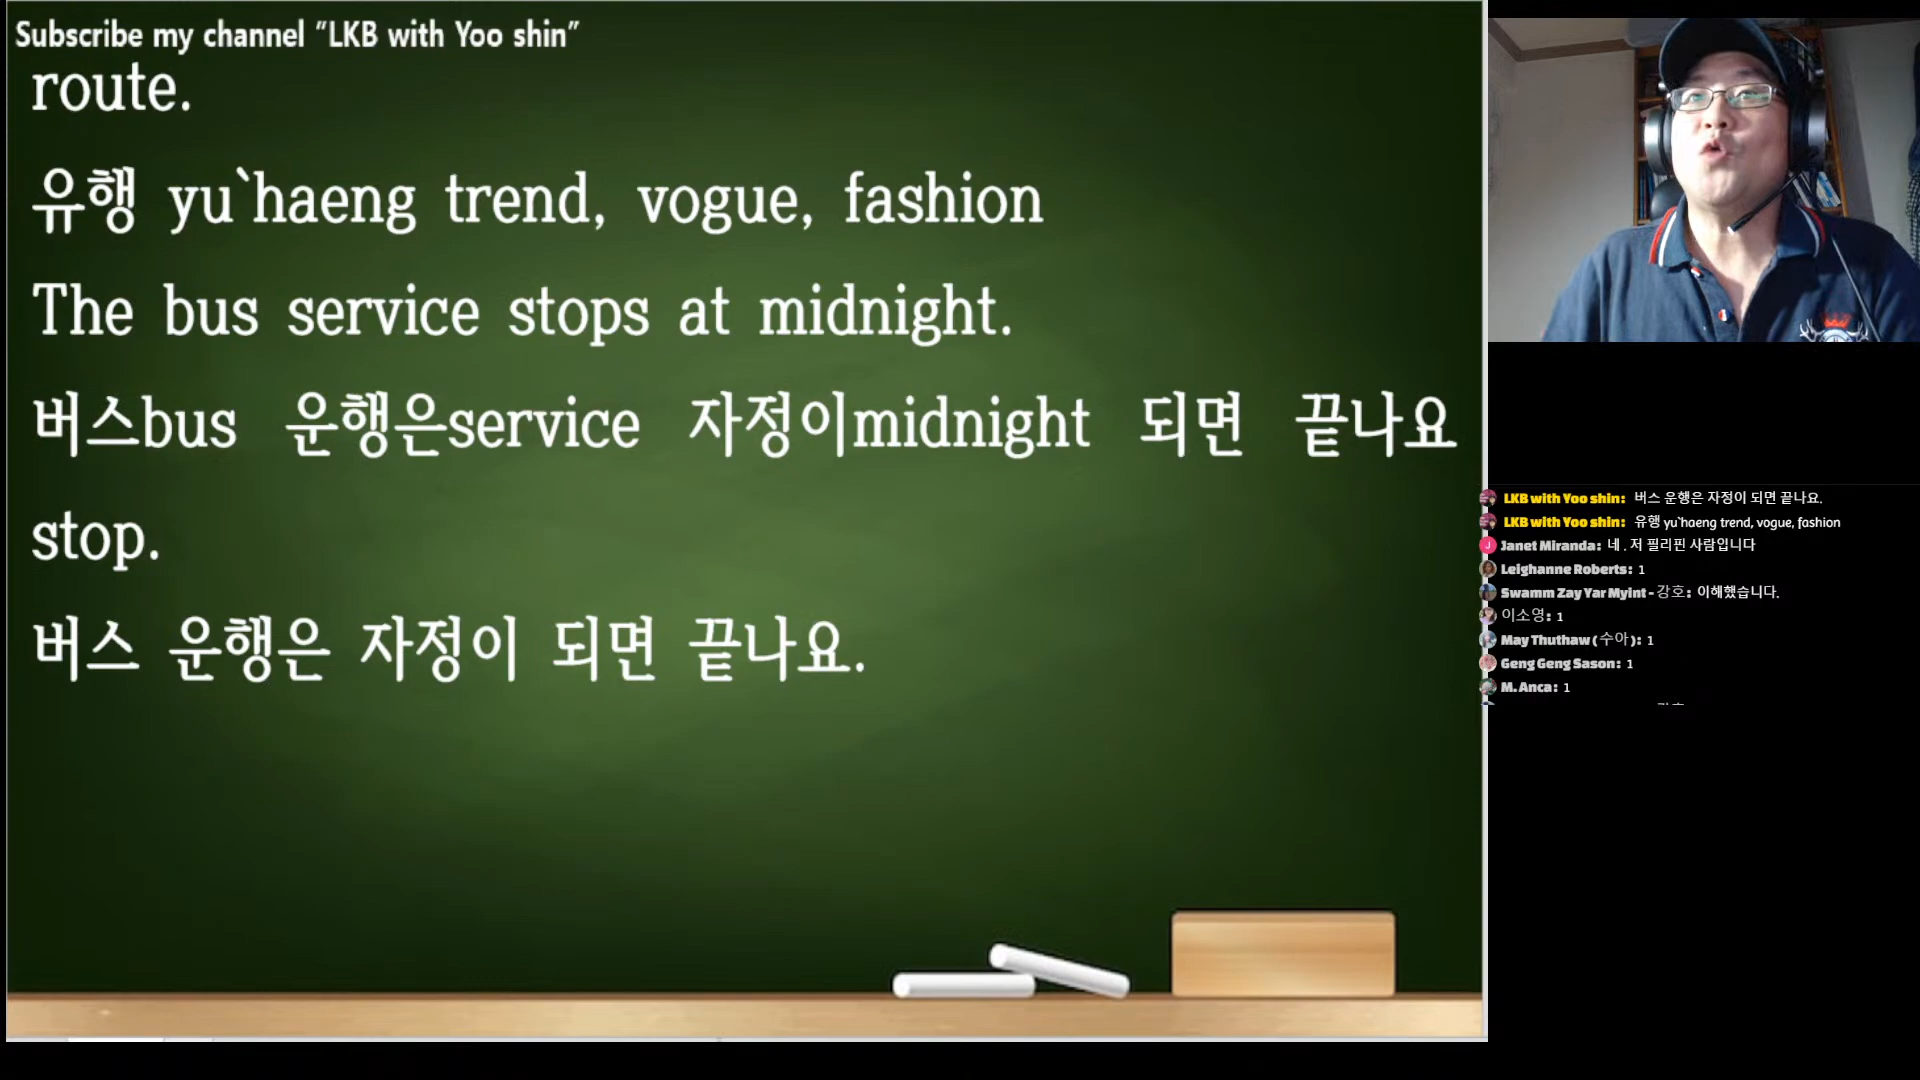 Subscribe my channel “LKB with Yoo shin”
route.
유행 yu`haeng trend, vogue, fashion
The bus service stops at midnight.
버스bus 운행은service 자정이midnight 되면 끝나요
stop.
버스 운행은 자정이 되면 끝나요.
LKB with Yoo shin: 버스 운행은 자정이 되면 끝나요.
LKB with Yoo shin: 유행 yu`haeng trend, vogue, fashion
J Janet Miranda: 네 . 저 필리핀 사람입니다
Leighanne Roberts: 1
Swamm Zay Yar Myint - 강호: 이헤했습니다.
이소영: 1
May Thuthaw ( 수아 ): 1
Geng Geng Sason: 1
M. Anca: 1